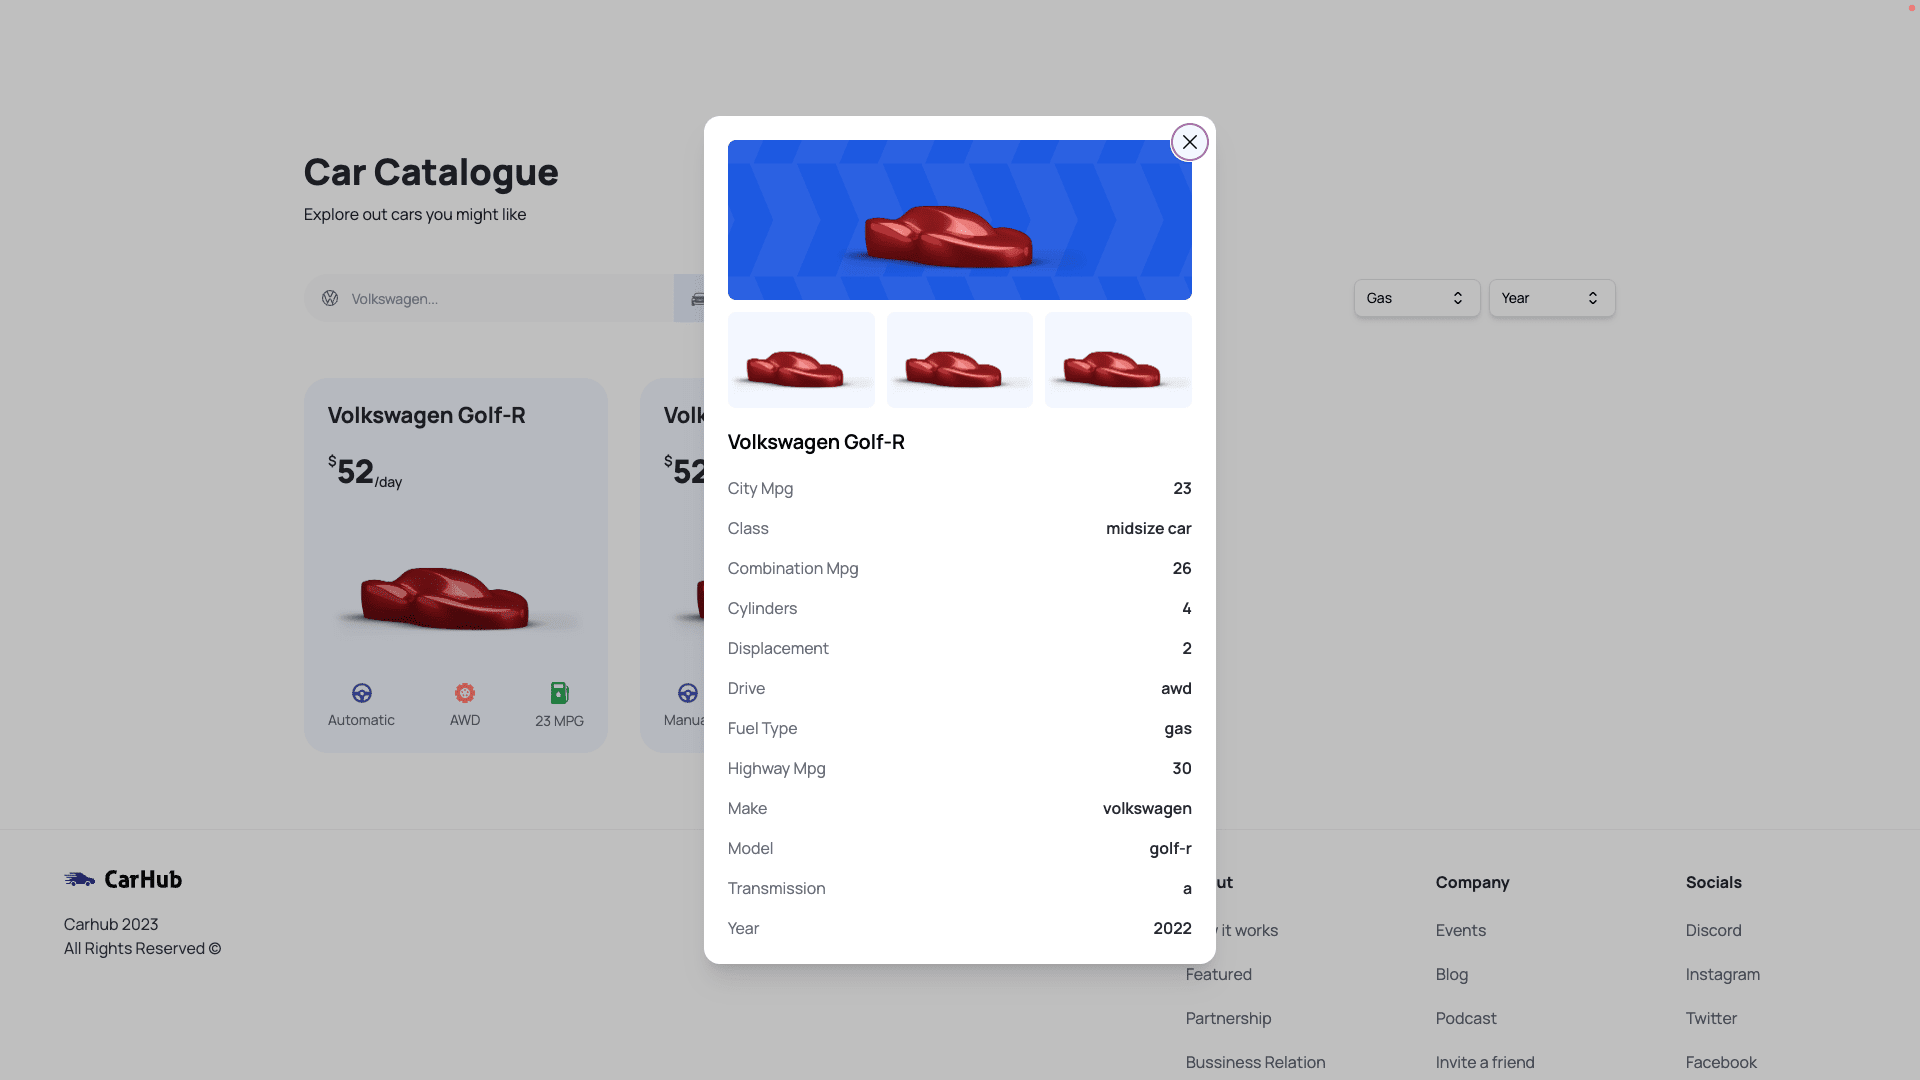 Car Catalogue
Explore out cars you might like
Volkswagen...
Gas
Year
Volkswagen Golf-R
$52/day
Automatic
AWD
23 MPG
Volk
$52
Manua
Volkswagen Golf-R
City Mpg 23
Class midsize car
Combination Mpg 26
Cylinders 4
Displacement 2
Drive awd
Fuel Type gas
Highway Mpg 30
Make volkswagen
Model golf-r
Transmission a
Year 2022
CarHub
Carhub 2023
All Rights Reserved ©
ut
it works
Featured
Partnership
Bussiness Relation
Company
Events
Blog
Podcast
Invite a friend
Socials
Discord
Instagram
Twitter
Facebook